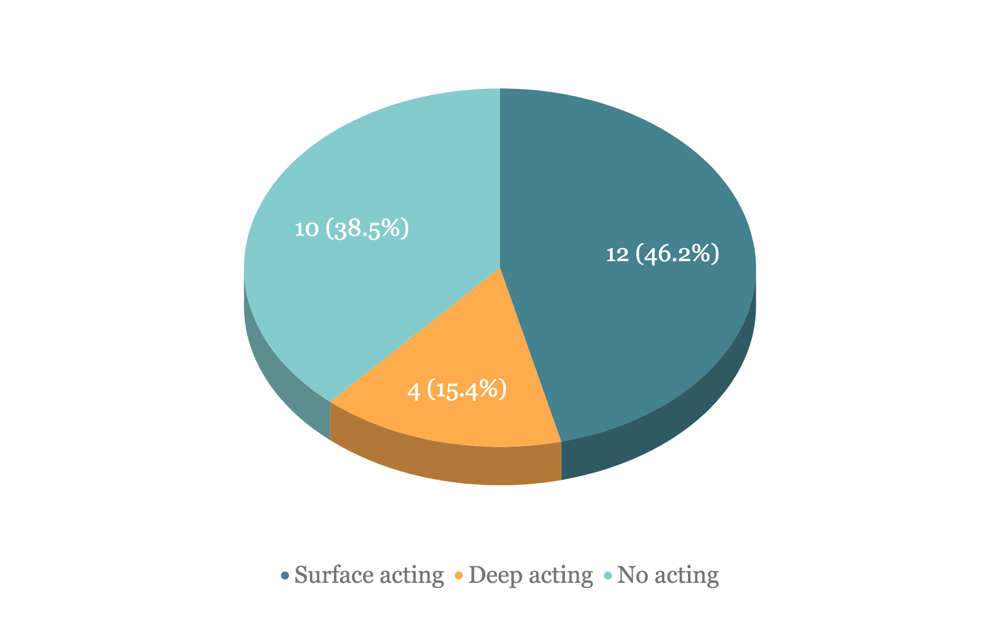 10 (38.5%)
12 (46.2%)
4 (15.4%)
Surface acting Deep acting No acting